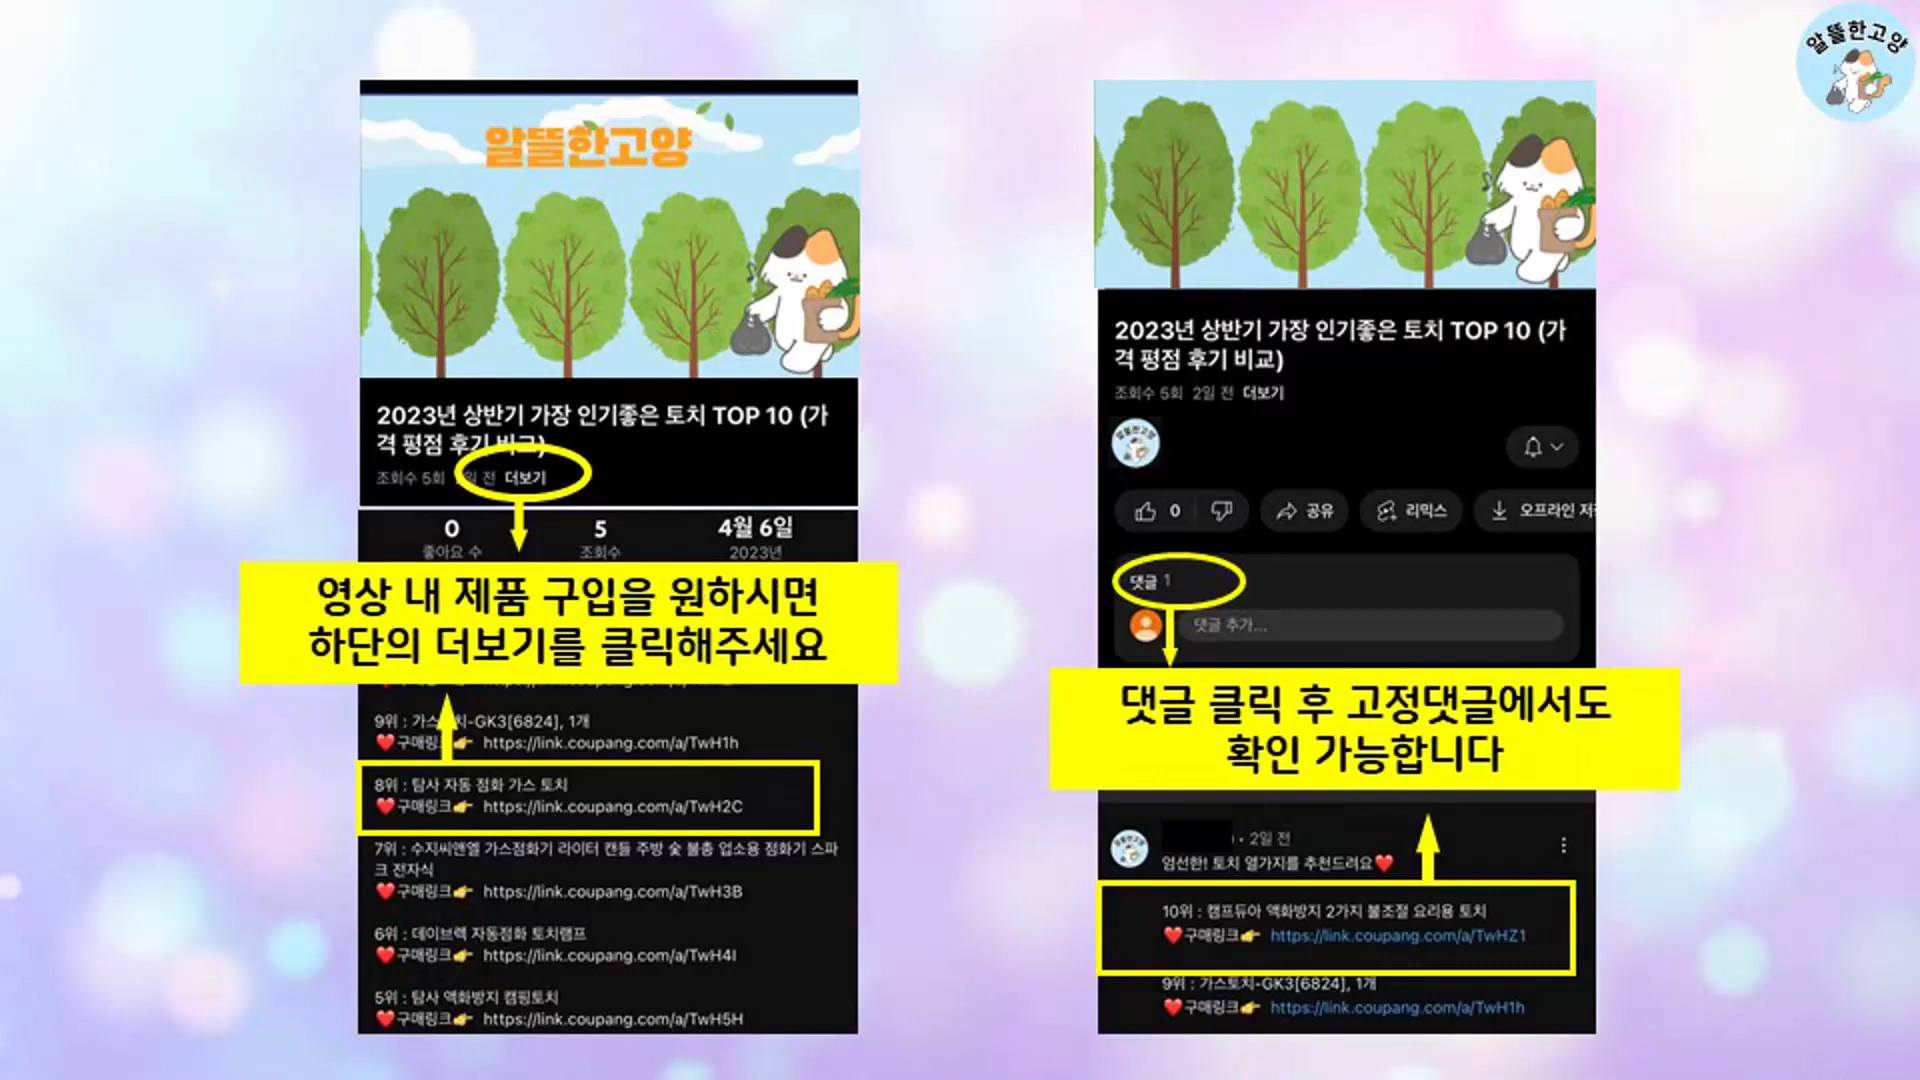 알뜰한고양
알뜰한고양
2023년 상반기 가장 인기좋은 토치 TOP 10 (가
격 평점 후기 비교)
조회수 5회 일 전 더보기
0
좋아요 수
5
조회수
4월 6일
2023년
영상 내 제품 구입을 원하시면
하단의 더보기를 클릭해주세요
9위 : 가스 치-GK3[6824], 1개
❤️구매링크👉 https://link.coupang.com/a/TwH1h
8위 : 탐사 자동 점화 가스 토치
❤️구매링크👉 https://link.coupang.com/a/TwH2C
7위 : 수지씨앤엘 가스점화기 라이터 캔들 주방 숯 불총 업소용 점화기 스파
크 전자식
❤️구매링크👉 https://link.coupang.com/a/TwH3B
6위 : 데이브렉 자동점화 토치램프
❤️구매링크👉 https://link.coupang.com/a/TwH4I
5위 : 탐사 액화방지 캠핑토치
❤️구매링크👉 https://link.coupang.com/a/TwH5H
2023년 상반기 가장 인기좋은 토치 TOP 10 (가
격 평점 후기 비교)
조회수 5회 2일 전 더보기
알뜰한고양
0
공유
리믹스
오프라인 저
댓글 1
댓글 추가...
댓글 클릭 후 고정댓글에서도
확인 가능합니다
• 2일 전
엄선한! 토치 열가지를 추천드려요❤️
10위 : 캠프듀아 액화방지 2가지 불조절 요리용 토치
❤️구매링크👉 https://link.coupang.com/a/TwHZ1
9위 : 가스토치-GK3[6824], 1개
❤️구매링크👉 https://link.coupang.com/a/TwH1h